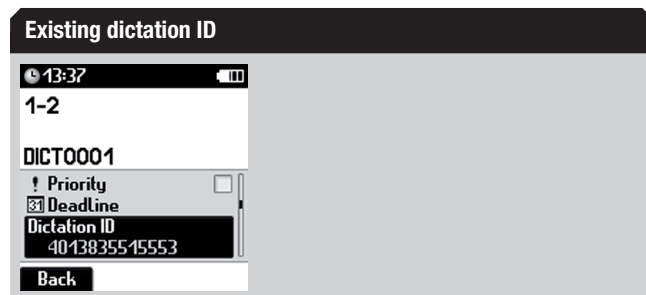 Existing dictation ID
13:37
1-2
DICT0001
! Priority
31 Deadline
Dictation ID
4013835515553
Back